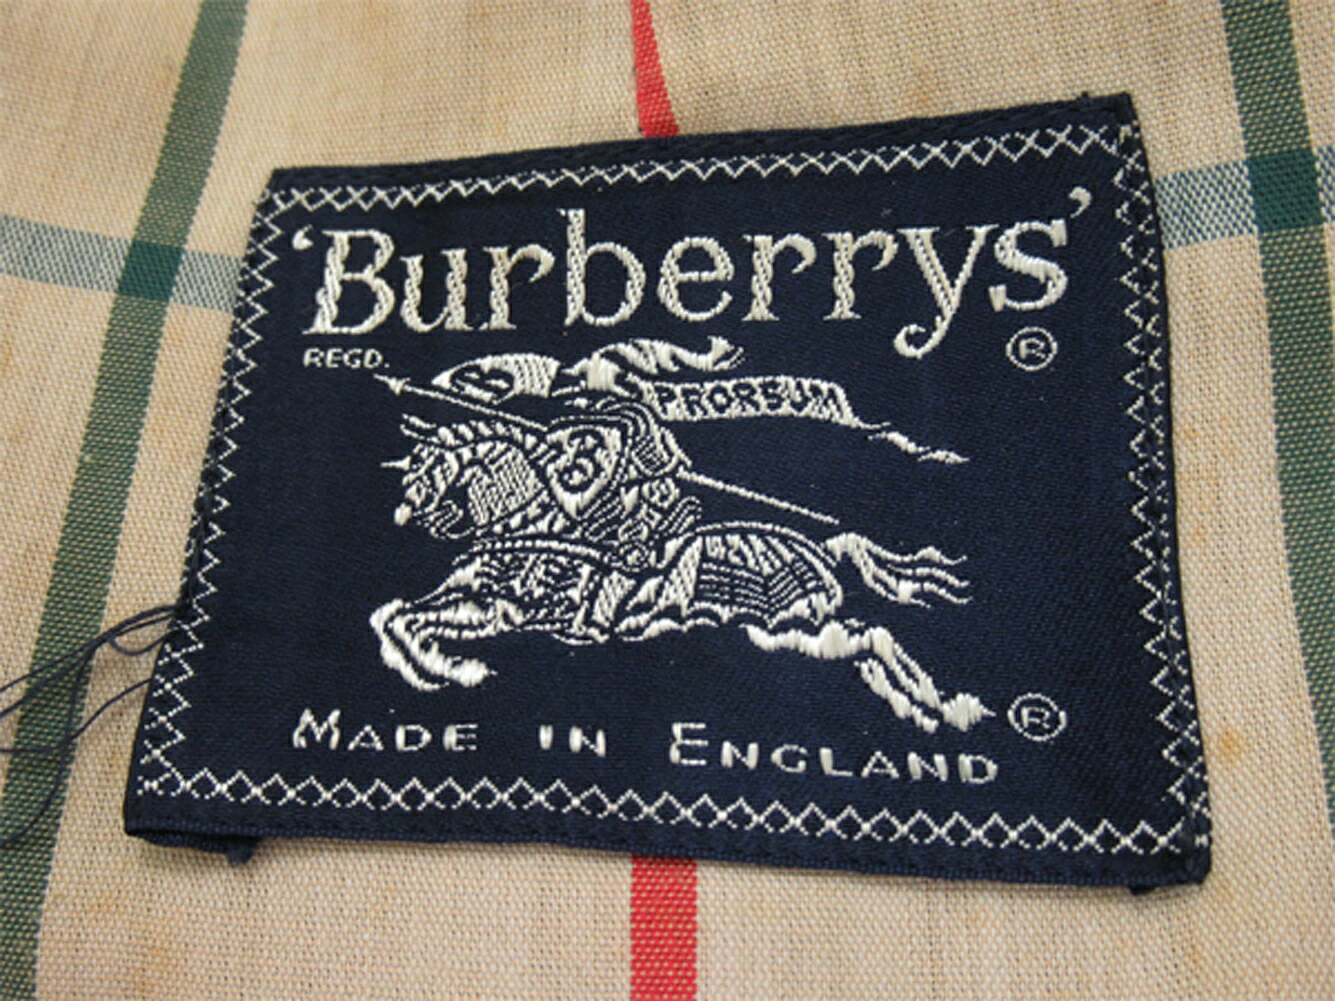 ‘Burberrys’
REGD. ®
PRORSUM
B
®
MADE IN ENGLAND